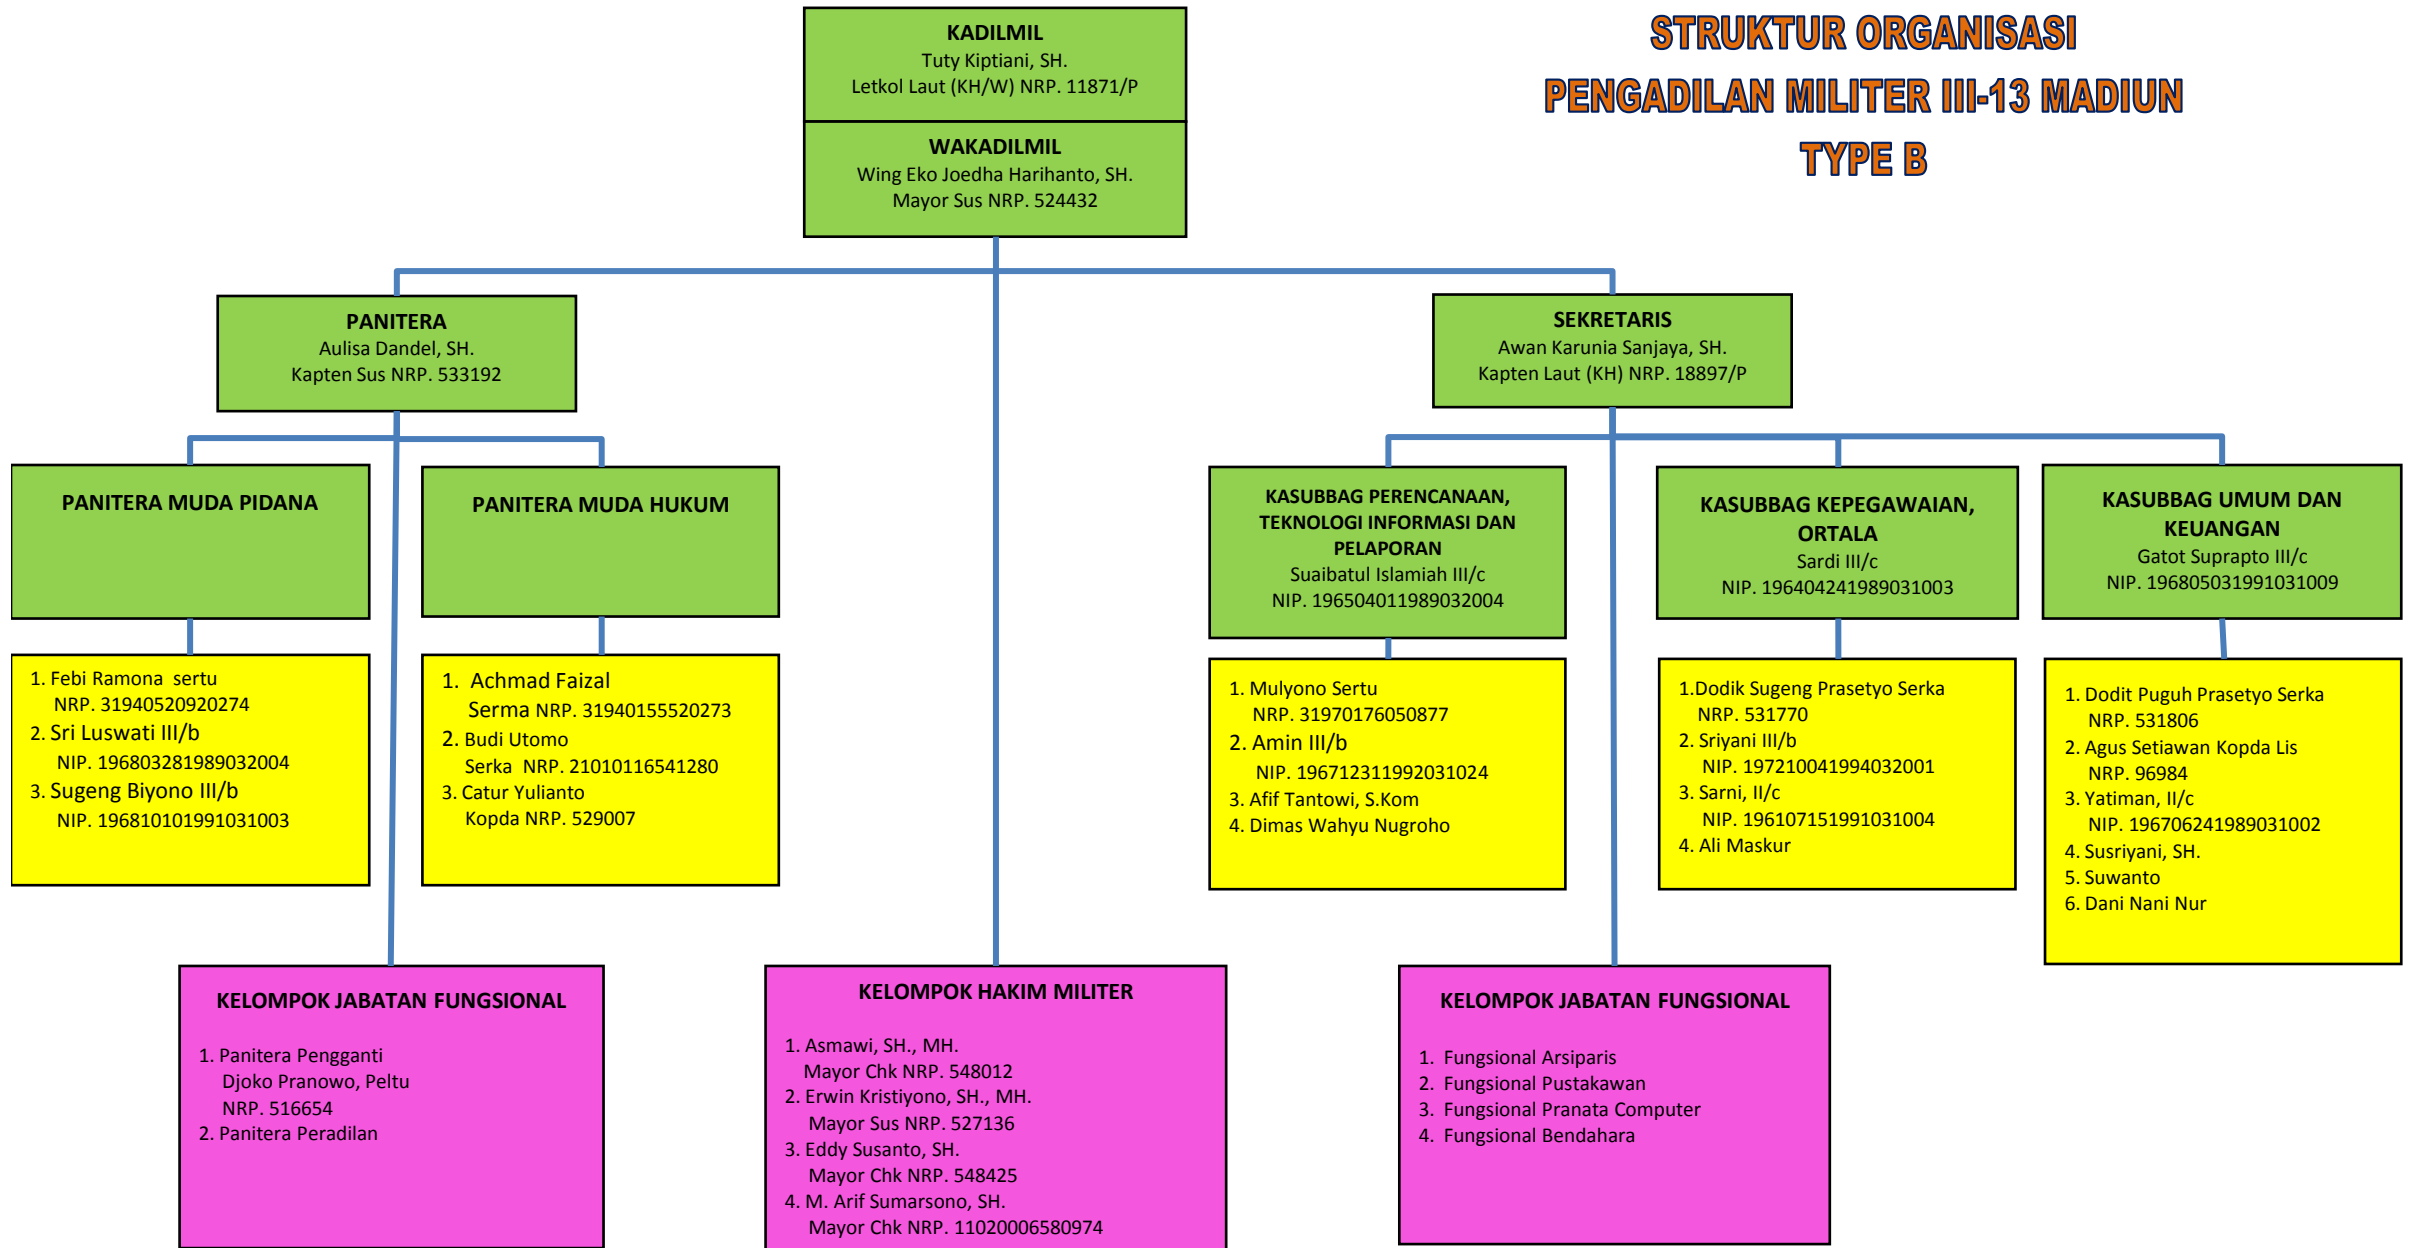 STRUKTUR ORGANISASI
PENGADILAN MILITER III-13 MADIUN
TYPE B
KADILMIL
Tuty Kiptiani, SH.
Letkol Laut (KH/W) NRP. 11871/P
WAKADILMIL
Wing Eko Joedha Harihanto, SH.
Mayor Sus NRP. 524432
PANITERA
Aulisa Dandel, SH.
Kapten Sus NRP. 533192
SEKRETARIS
Awan Karunia Sanjaya, SH.
Kapten Laut (KH) NRP. 18897/P
PANITERA MUDA PIDANA
PANITERA MUDA HUKUM
KASUBBAG PERENCANAAN,
TEKNOLOGI INFORMASI DAN
PELAPORAN
Suaibatul Islamiah III/c
NIP. 196504011989032004
KASUBBAG KEPEGAWAIAN,
ORTALA
Sardi III/c
NIP. 196404241989031003
KASUBBAG UMUM DAN
KEUANGAN
Gatot Suprapto III/c
NIP. 196805031991031009
1. Febi Ramona sertu
NRP. 31940520920274
2. Sri Luswati III/b
NIP. 196803281989032004
3. Sugeng Biyono III/b
NIP. 196810101991031003
1. Achmad Faizal
Serma NRP. 31940155520273
2. Budi Utomo
Serka NRP. 21010116541280
3. Catur Yulianto
Kopda NRP. 529007
1. Mulyono Sertu
NRP. 31970176050877
2. Amin III/b
NIP. 196712311992031024
3. Afif Tantowi, S.Kom
4. Dimas Wahyu Nugroho
1.Dodik Sugeng Prasetyo Serka
NRP. 531770
2. Sriyani III/b
NIP. 197210041994032001
3. Sarni, II/c
NIP. 196107151991031004
4. Ali Maskur
1. Dodit Puguh Prasetyo Serka
NRP. 531806
2. Agus Setiawan Kopda Lis
NRP. 96984
3. Yatiman, II/c
NIP. 196706241989031002
4. Susriyani, SH.
5. Suwanto
6. Dani Nani Nur
KELOMPOK JABATAN FUNGSIONAL
1. Panitera Pengganti
Djoko Pranowo, Peltu
NRP. 516654
2. Panitera Peradilan
KELOMPOK HAKIM MILITER
1. Asmawi, SH., MH.
Mayor Chk NRP. 548012
2. Erwin Kristiyono, SH., MH.
Mayor Sus NRP. 527136
3. Eddy Susanto, SH.
Mayor Chk NRP. 548425
4. M. Arif Sumarsono, SH.
Mayor Chk NRP. 11020006580974
KELOMPOK JABATAN FUNGSIONAL
1. Fungsional Arsiparis
2. Fungsional Pustakawan
3. Fungsional Pranata Computer
4. Fungsional Bendahara